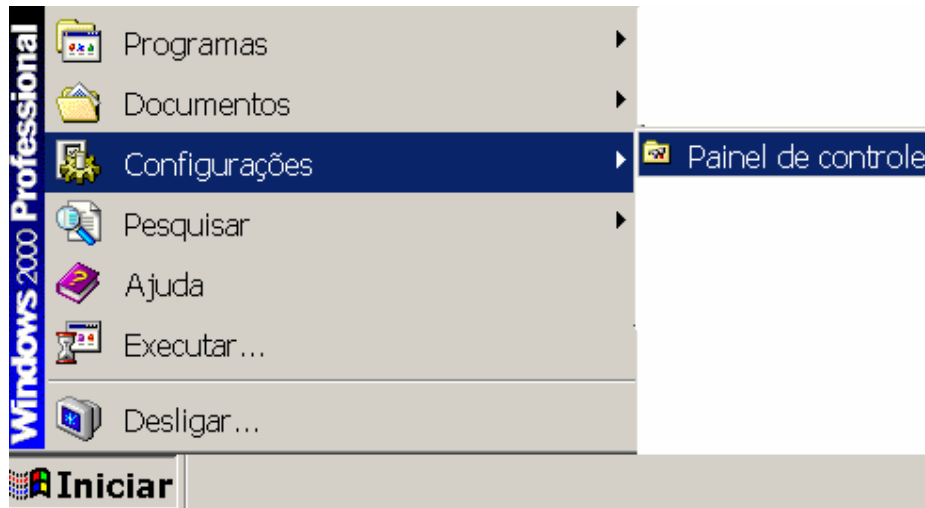 Windows 2000 Professional
Programas
Documentos
Configurações
Painel de controle
Pesquisar
Ajuda
Executar...
Desligar...
Iniciar